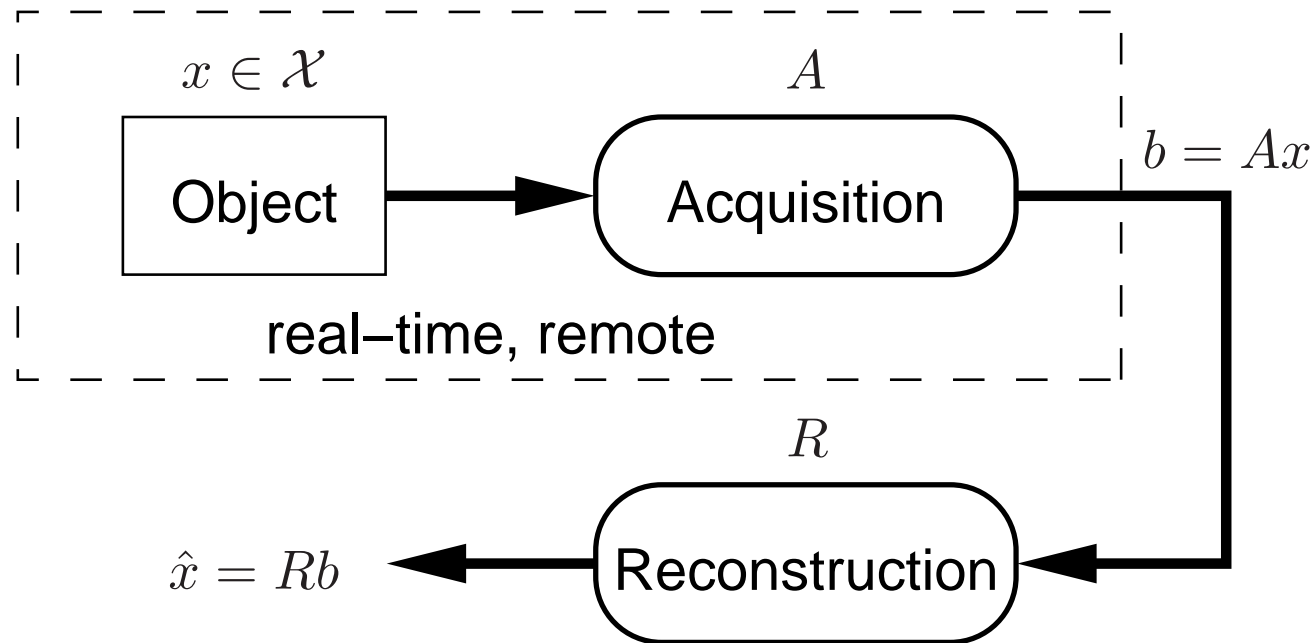 x ∈ 𝒳
A
Object
Acquisition
b = Ax
real–time, remote
R
x̂ = Rb
Reconstruction